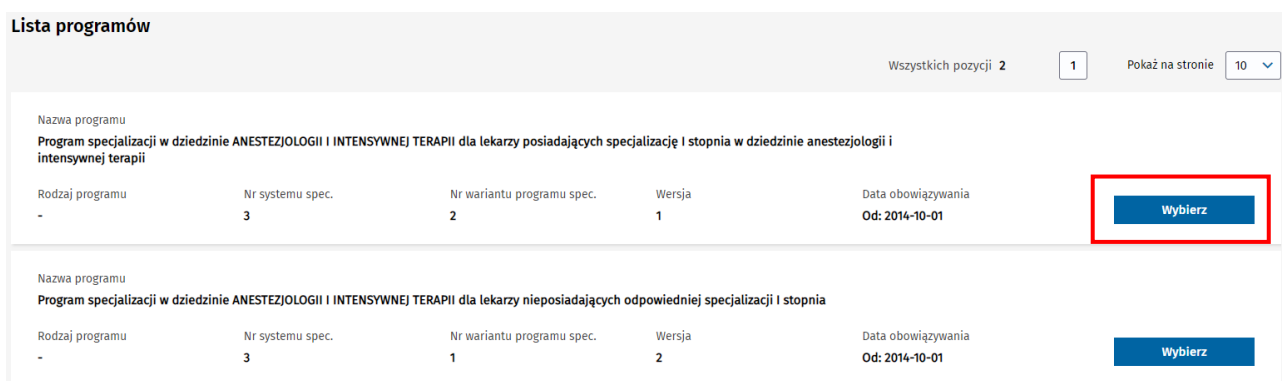 Lista programów
Wszystkich pozycji 2 1 Pokaż na stronie 10
Nazwa programu
Program specjalizacji w dziedzinie ANESTEZJOLOGII I INTENSYWNEJ TERAPII dla lekarzy posiadających specjalizację I stopnia w dziedzinie anestezjologii i
intensywnej terapii
Rodzaj programu Nr systemu spec. Nr wariantu programu spec. Wersja Data obowiązywania
- 3 2 1 Od: 2014-10-01
Wybierz
Nazwa programu
Program specjalizacji w dziedzinie ANESTEZJOLOGII I INTENSYWNEJ TERAPII dla lekarzy nieposiadających odpowiedniej specjalizacji I stopnia
Rodzaj programu Nr systemu spec. Nr wariantu programu spec. Wersja Data obowiązywania
- 3 1 2 Od: 2014-10-01
Wybierz